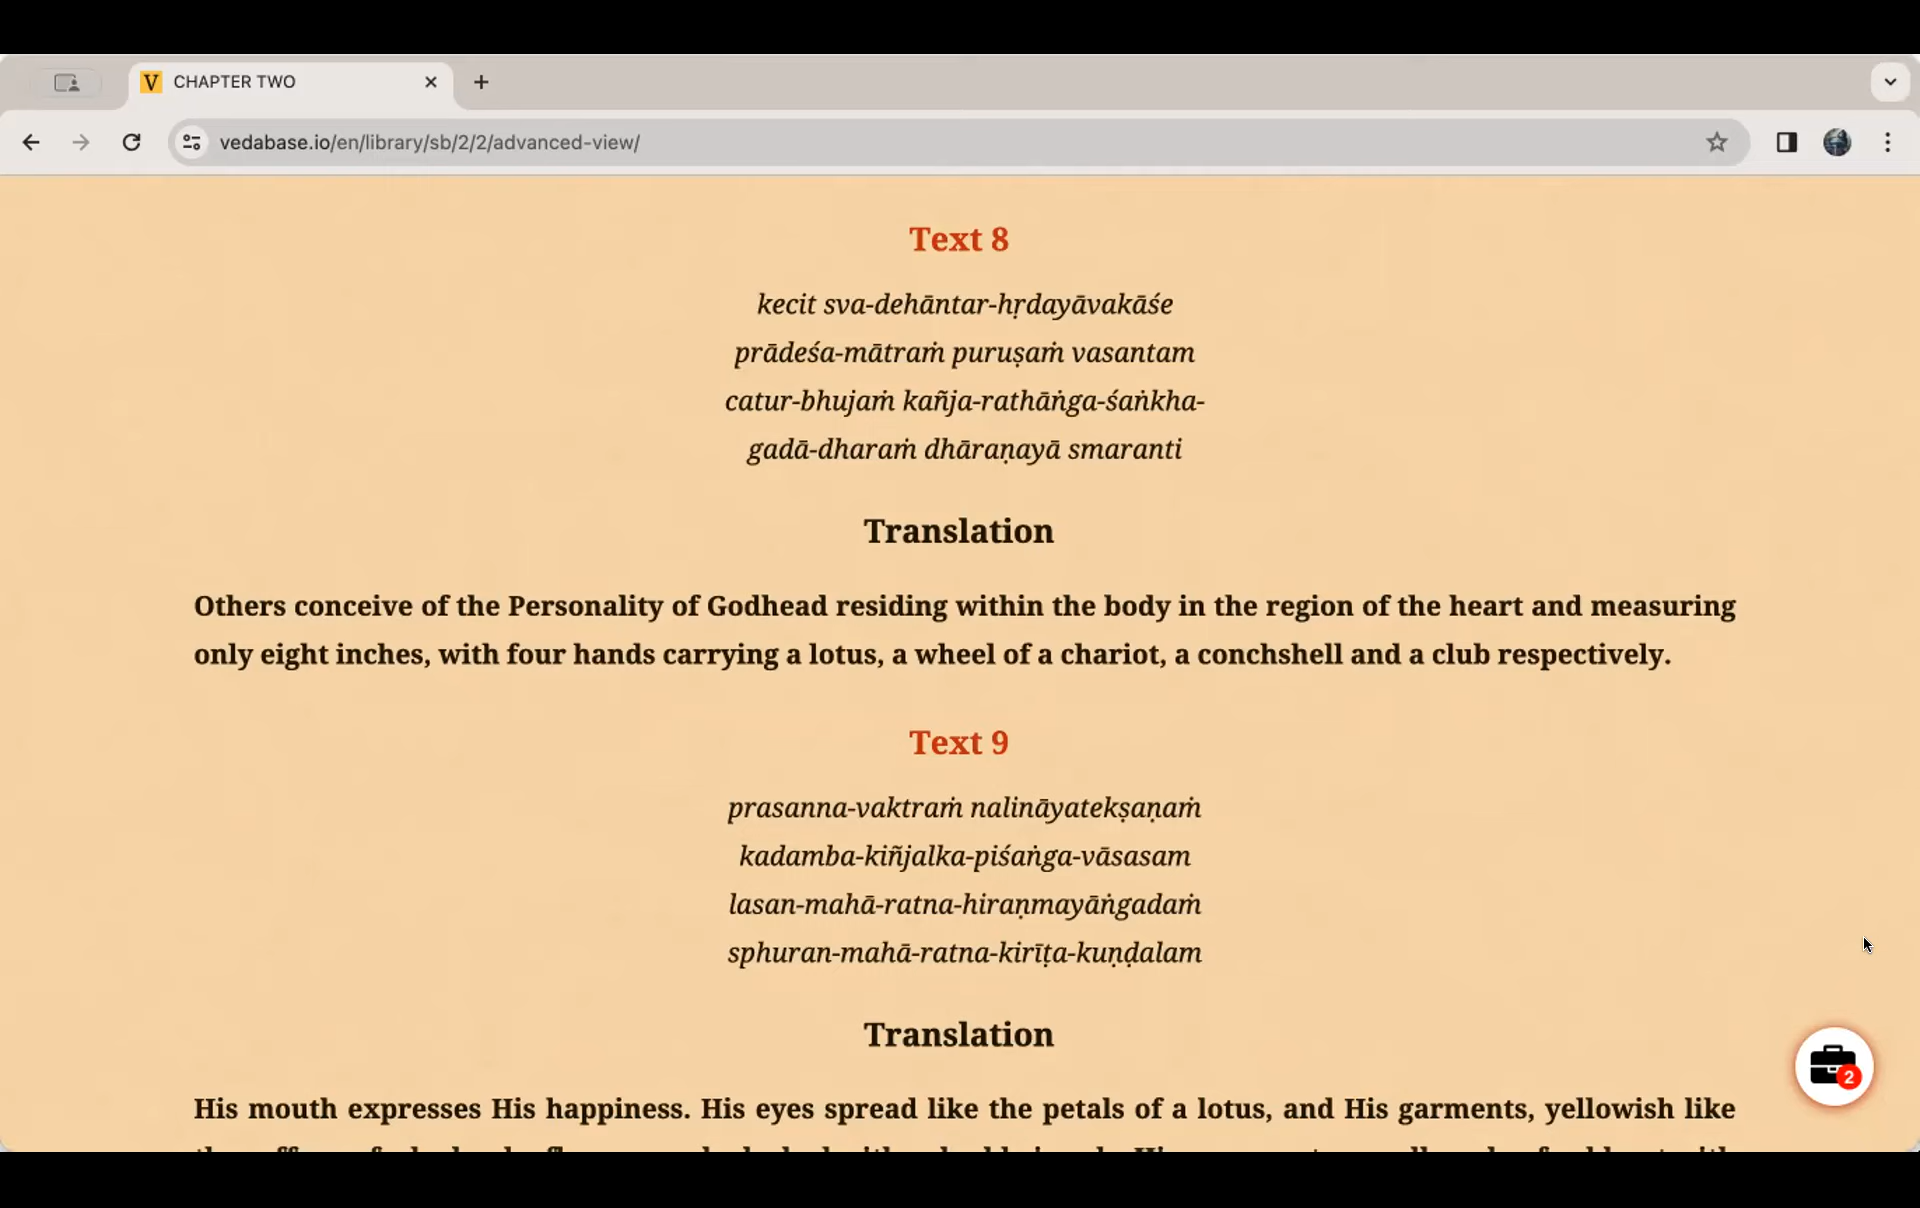 V CHAPTER TWO
vedabase.io/en/library/sb/2/2/advanced-view/
Text 8
kecit sva-dehāntar-hṛdayāvakāśe
prādeśa-mātraṁ puruṣaṁ vasantam
catur-bhujaṁ kañja-rathāṅga-śaṅkha-
gadā-dharaṁ dhāraṇayā smaranti
Translation
Others conceive of the Personality of Godhead residing within the body in the region of the heart and measuring
only eight inches, with four hands carrying a lotus, a wheel of a chariot, a conchshell and a club respectively.
Text 9
prasanna-vaktraṁ nalināyatekṣaṇaṁ
kadamba-kiñjalka-piśaṅga-vāsasam
lasan-mahā-ratna-hiraṇmayāṅgadaṁ
sphuran-mahā-ratna-kirīṭa-kuṇḍalam
Translation
2
His mouth expresses His happiness. His eyes spread like the petals of a lotus, and His garments, yellowish like